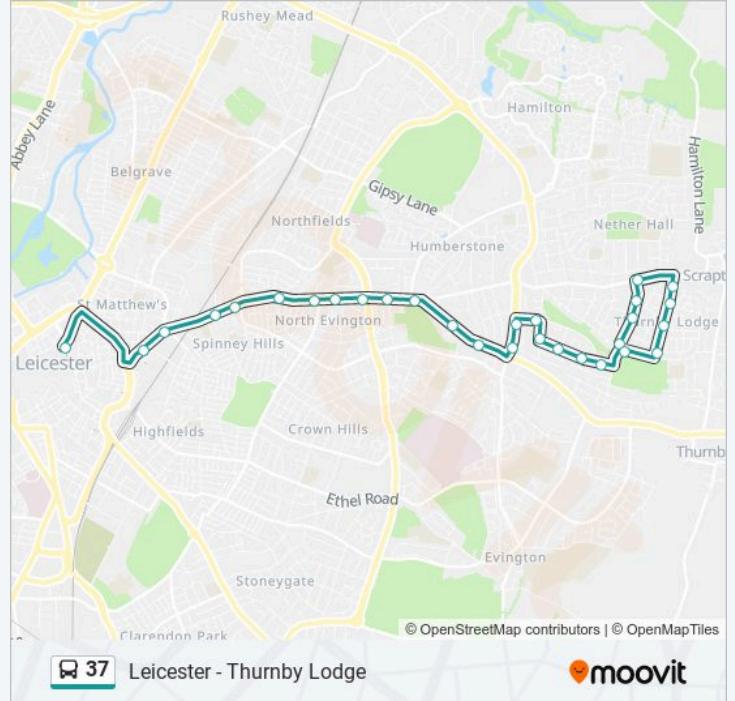 Rushey Mead
Abbey Lane
Hamilton
Belgrave
Hamilton Lane
Gipsy Lane
Northfields
Nether Hall
Humberstone
Scrapt
St Matthew's
Lodge
North Evington
Spinney Hills
Leicester
Highfields
Crown Hills
Thurnb
Ethel Road
Evington
Stoneygate
Clarendon Park
© OpenStreetMap contributors | © OpenMapTiles
37 Leicester - Thurnby Lodge
moovit